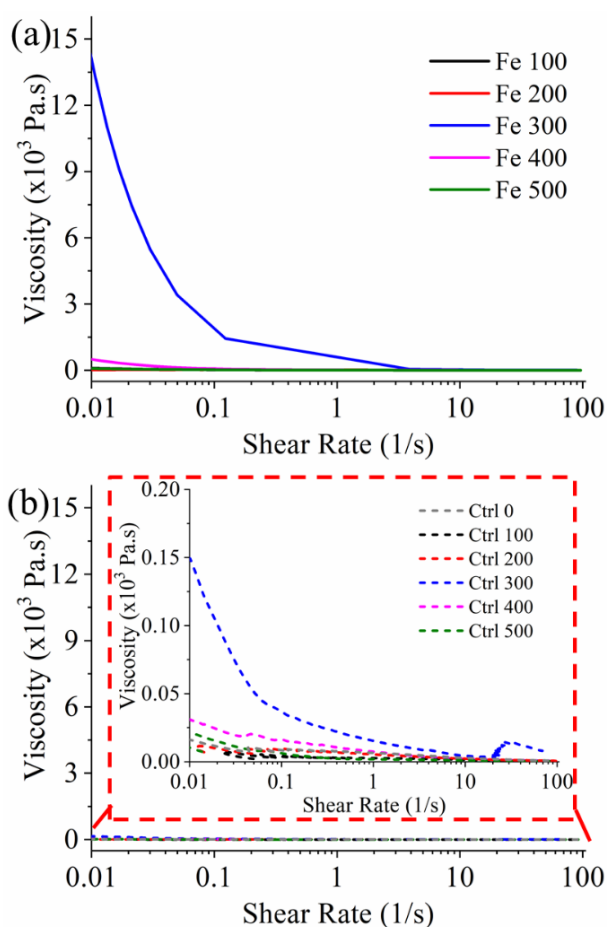 (a)
15
12
9
6
3
0
Viscosity (x10³ Pa.s)
Fe 100
Fe 200
Fe 300
Fe 400
Fe 500
0.01 0.1 1 10 100
Shear Rate (1/s)
(b)
15
12
9
6
3
0
Viscosity (x10³ Pa.s)
0.20
0.15
0.10
0.05
0.00
Viscosity (x10³ Pa.s)
Ctrl 0
Ctrl 100
Ctrl 200
Ctrl 300
Ctrl 400
Ctrl 500
0.01 0.1 1 10 100
Shear Rate (1/s)
0.01 0.1 1 10 100
Shear Rate (1/s)